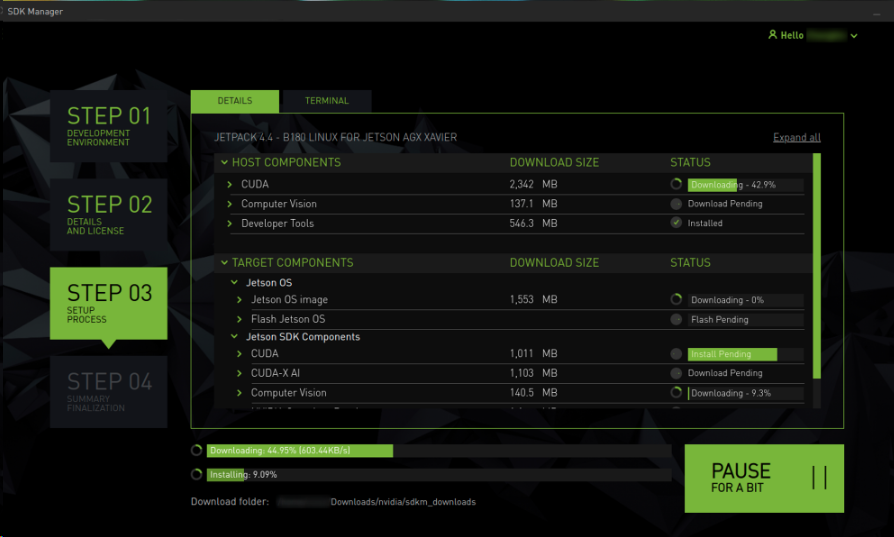 SDK Manager
Hello
STEP 01
DEVELOPMENT
ENVIRONMENT
STEP 02
DETAILS
AND LICENSE
STEP 03
SETUP
PROCESS
STEP 04
SUMMARY
FINALIZATION
DETAILS TERMINAL
JETPACK 4.4 - B180 LINUX FOR JETSON AGX XAVIER Expand all
HOST COMPONENTS DOWNLOAD SIZE STATUS
CUDA 2,342 MB Downloading - 42.9%
Computer Vision 137.1 MB Download Pending
Developer Tools 546.3 MB Installed
TARGET COMPONENTS DOWNLOAD SIZE STATUS
Jetson OS
Jetson OS image 1,553 MB Downloading - 0%
Flash Jetson OS Flash Pending
Jetson SDK Components
CUDA 1,011 MB Install Pending
CUDA-X AI 1,103 MB Download Pending
Computer Vision 140.5 MB Downloading - 9.3%
Downloading: 44.95% (603.44KB/s)
Installing: 9.09%
Download folder: Downloads/nvidia/sdkm_downloads
PAUSE
FOR A BIT